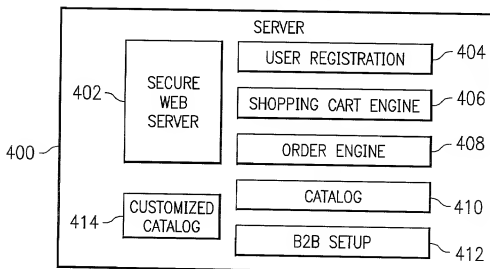 SERVER
402
SECURE
WEB
SERVER
USER REGISTRATION
404
SHOPPING CART ENGINE
406
ORDER ENGINE
408
400
414
CUSTOMIZED
CATALOG
CATALOG
410
B2B SETUP
412